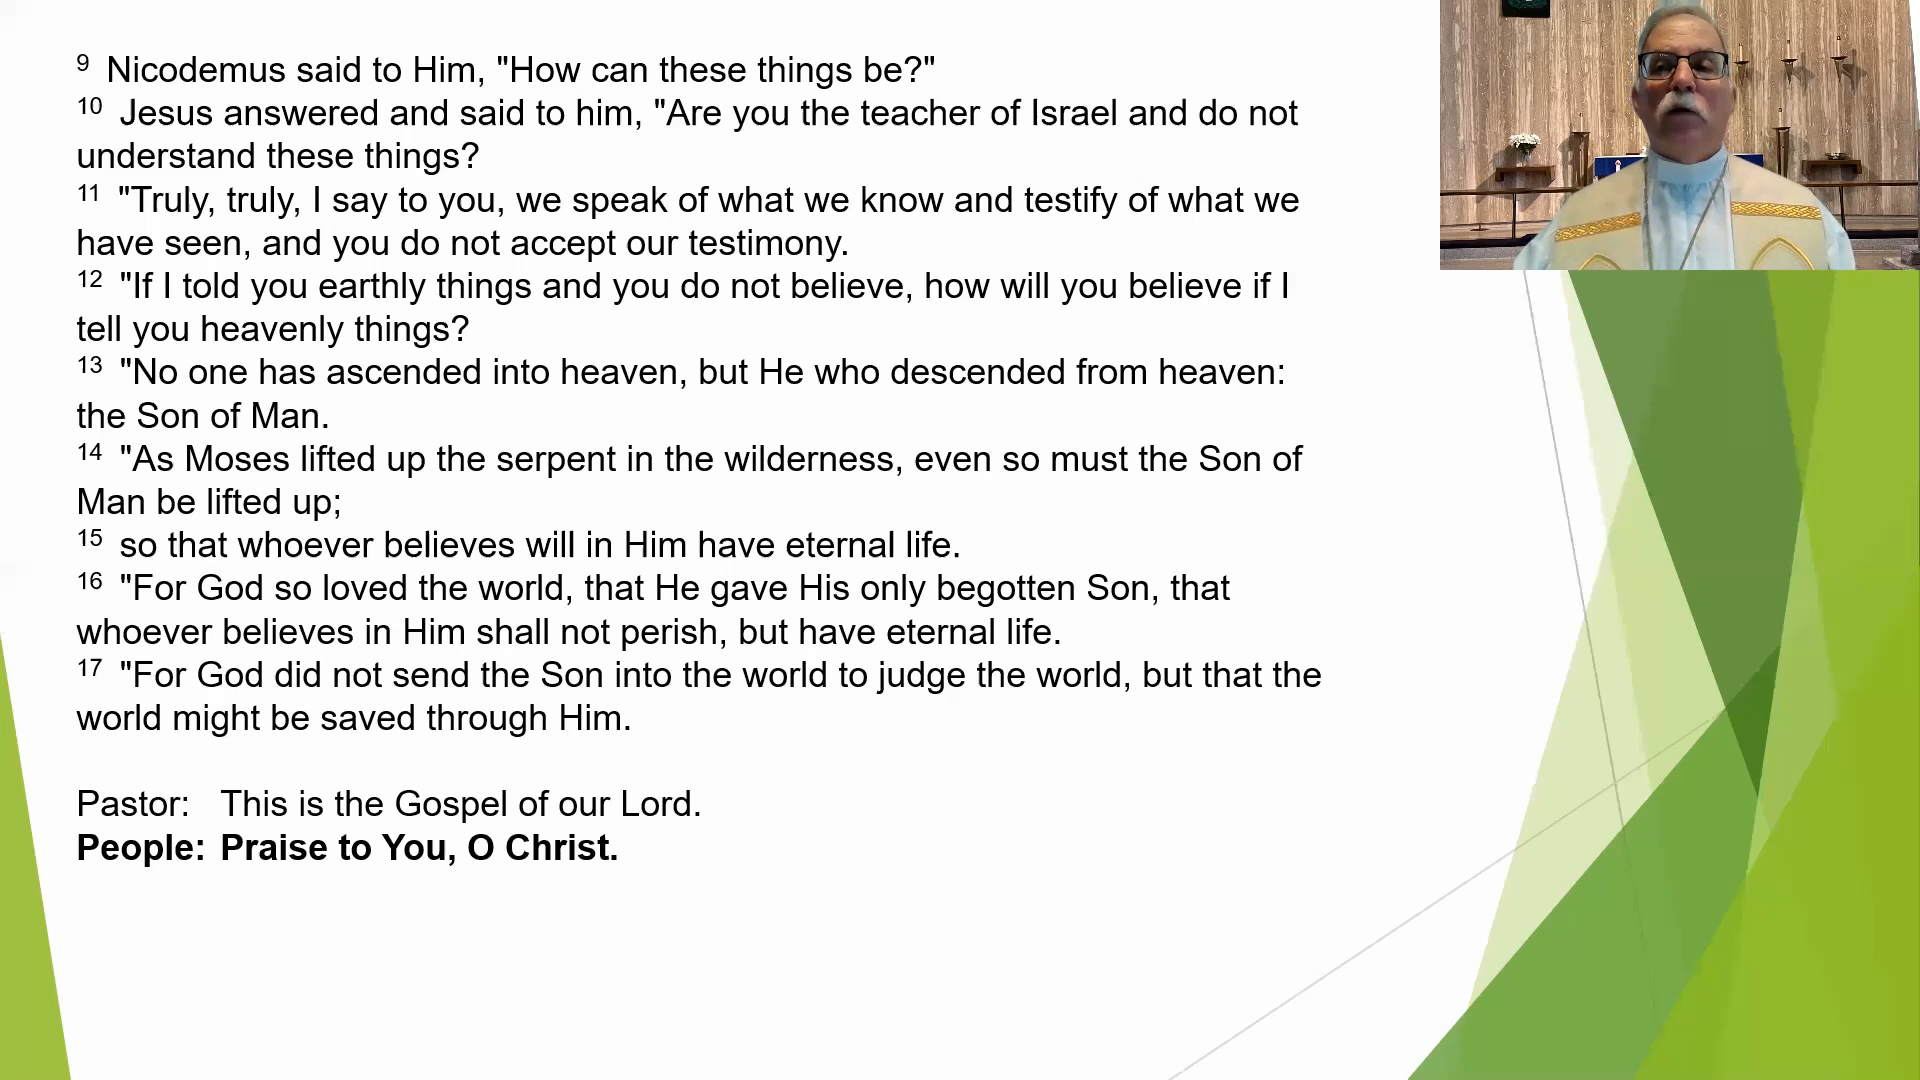 9 Nicodemus said to Him, "How can these things be?"
10 Jesus answered and said to him, "Are you the teacher of Israel and do not
understand these things?
11 "Truly, truly, I say to you, we speak of what we know and testify of what we
have seen, and you do not accept our testimony.
12 "If I told you earthly things and you do not believe, how will you believe if I
tell you heavenly things?
13 "No one has ascended into heaven, but He who descended from heaven:
the Son of Man.
14 "As Moses lifted up the serpent in the wilderness, even so must the Son of
Man be lifted up;
15 so that whoever believes will in Him have eternal life.
16 "For God so loved the world, that He gave His only begotten Son, that
whoever believes in Him shall not perish, but have eternal life.
17 "For God did not send the Son into the world to judge the world, but that the
world might be saved through Him.
Pastor: This is the Gospel of our Lord.
People: Praise to You, O Christ.